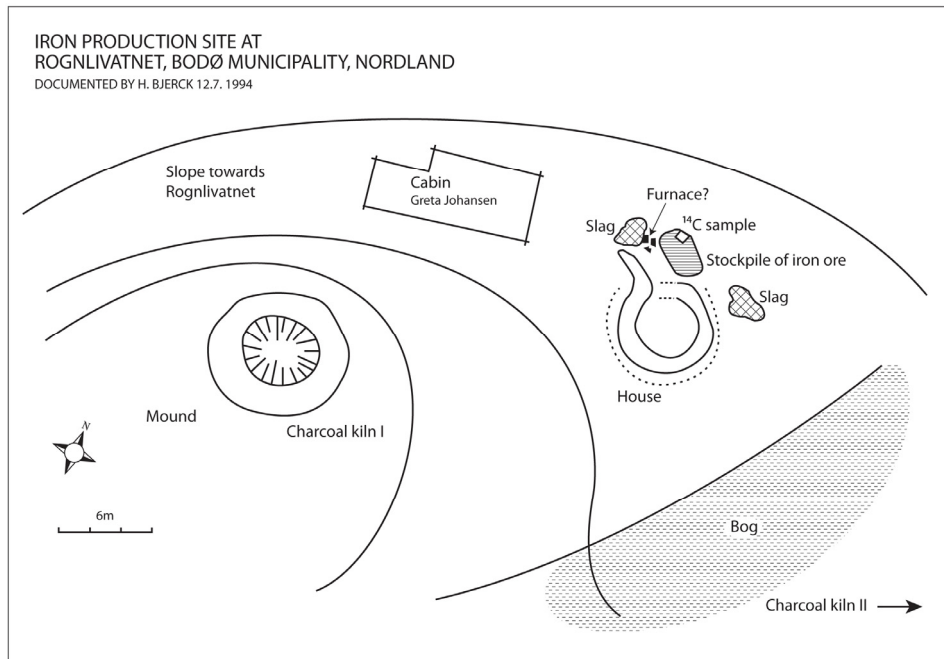 IRON PRODUCTION SITE AT
ROGNLIVATNET, BODØ MUNICIPALITY, NORDLAND
DOCUMENTED BY H. BJERCK 12.7. 1994
Slope towards
Rognlivatnet
Cabin
Greta Johansen
Furnace?
Slag
¹⁴C sample
Stockpile of iron ore
Slag
House
Mound
Charcoal kiln I
N
6m
Bog
Charcoal kiln II